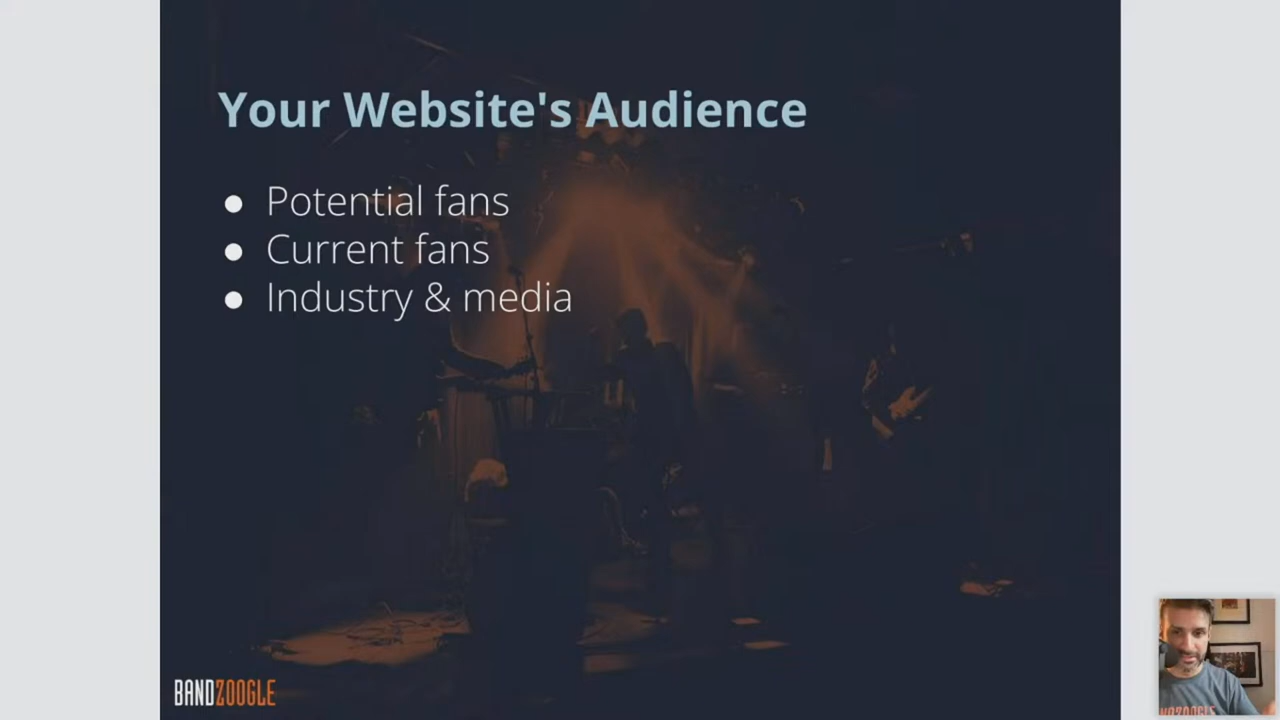 Your Website's Audience
● Potential fans
● Current fans
● Industry & media
BANDZOOGLE